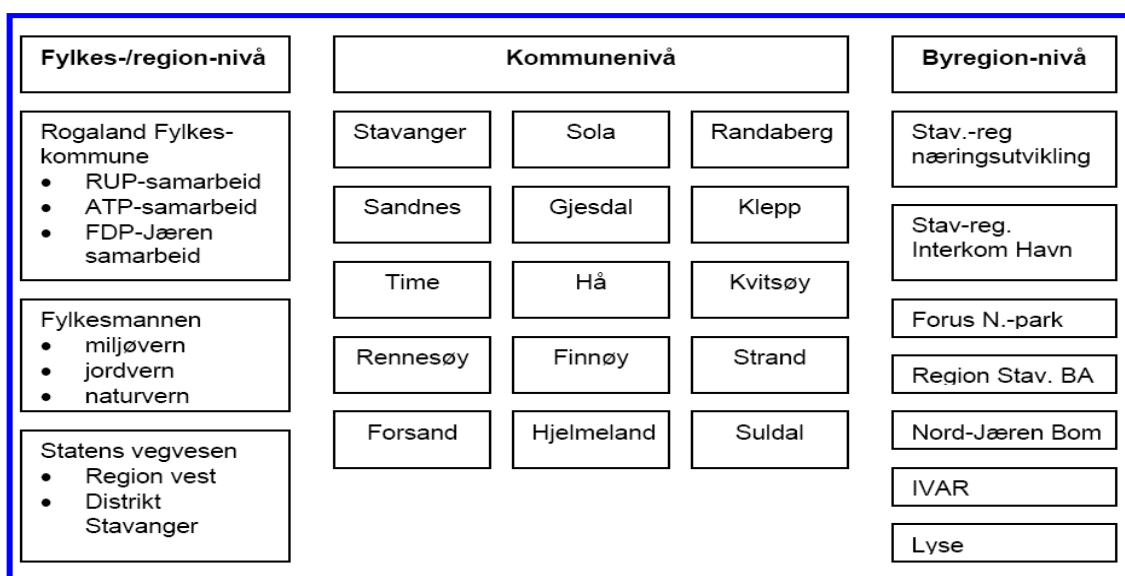 Fylkes-/region-nivå
Rogaland Fylkes-
kommune
• RUP-samarbeid
• ATP-samarbeid
• FDP-Jæren
samarbeid
Fylkesmannen
• miljøvern
• jordvern
• naturvern
Statens vegvesen
• Region vest
• Distrikt
Stavanger
Kommunenivå
Stavanger
Sola
Randaberg
Sandnes
Gjesdal
Klepp
Time
Hå
Kvitsøy
Rennesøy
Finnøy
Strand
Forsand
Hjelmeland
Suldal
Byregion-nivå
Stav.-reg
næringsutvikling
Stav-reg.
Interkom Havn
Forus N.-park
Region Stav. BA
Nord-Jæren Bom
IVAR
Lyse